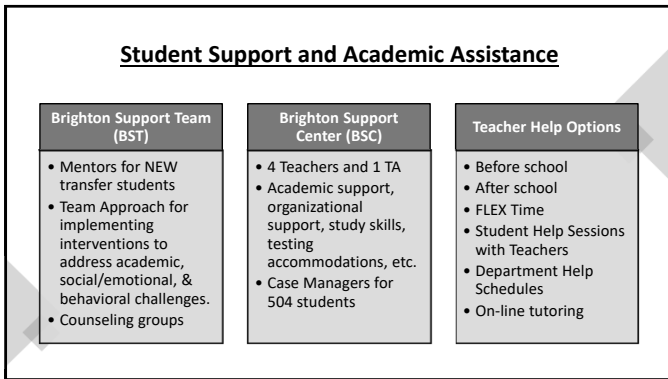 Student Support and Academic Assistance
Brighton Support Team
(BST)
• Mentors for NEW
transfer students
• Team Approach for
implementing
interventions to
address academic,
social/emotional, &
behavioral challenges.
• Counseling groups
Brighton Support
Center (BSC)
• 4 Teachers and 1 TA
• Academic support,
organizational
support, study skills,
testing
accommodations, etc.
• Case Managers for
504 students
Teacher Help Options
• Before school
• After school
• FLEX Time
• Student Help Sessions
with Teachers
• Department Help
Schedules
• On-line tutoring